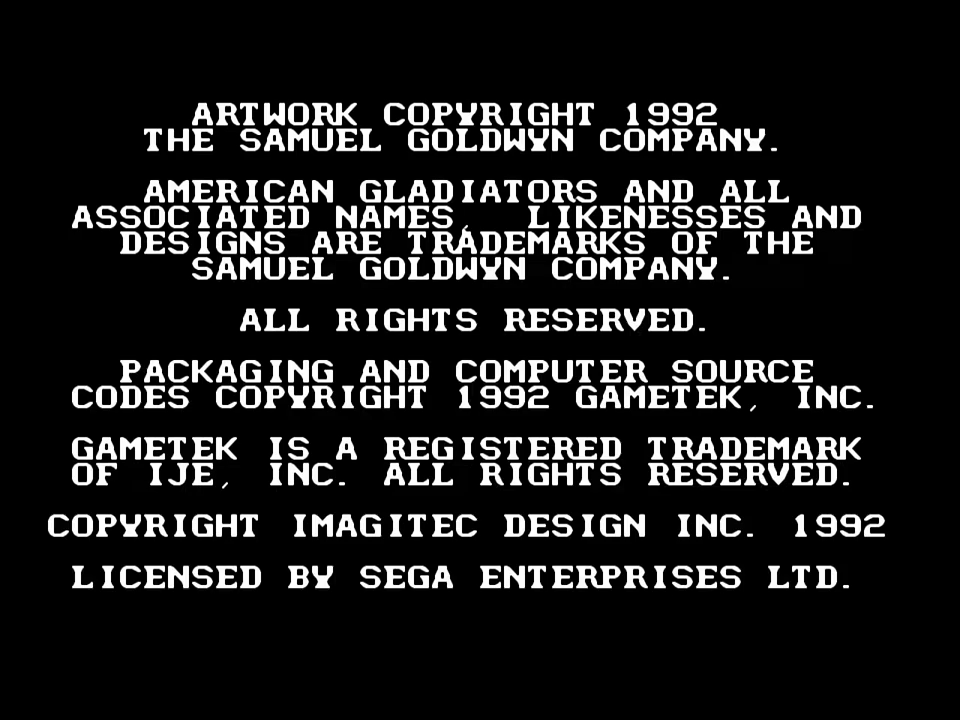 ARTWORK COPYRIGHT 1992
THE SAMUEL GOLDWYN COMPANY.
AMERICAN GLADIATORS AND ALL
ASSOCIATED NAMES, LIKENESSES AND
DESIGNS ARE TRADEMARKS OF THE
SAMUEL GOLDWYN COMPANY.
ALL RIGHTS RESERVED.
PACKAGING AND COMPUTER SOURCE
CODES COPYRIGHT 1992 GAMETEK, INC.
GAMETEK IS A REGISTERED TRADEMARK
OF IJE, INC. ALL RIGHTS RESERVED.
COPYRIGHT IMAGITEC DESIGN INC. 1992
LICENSED BY SEGA ENTERPRISES LTD.